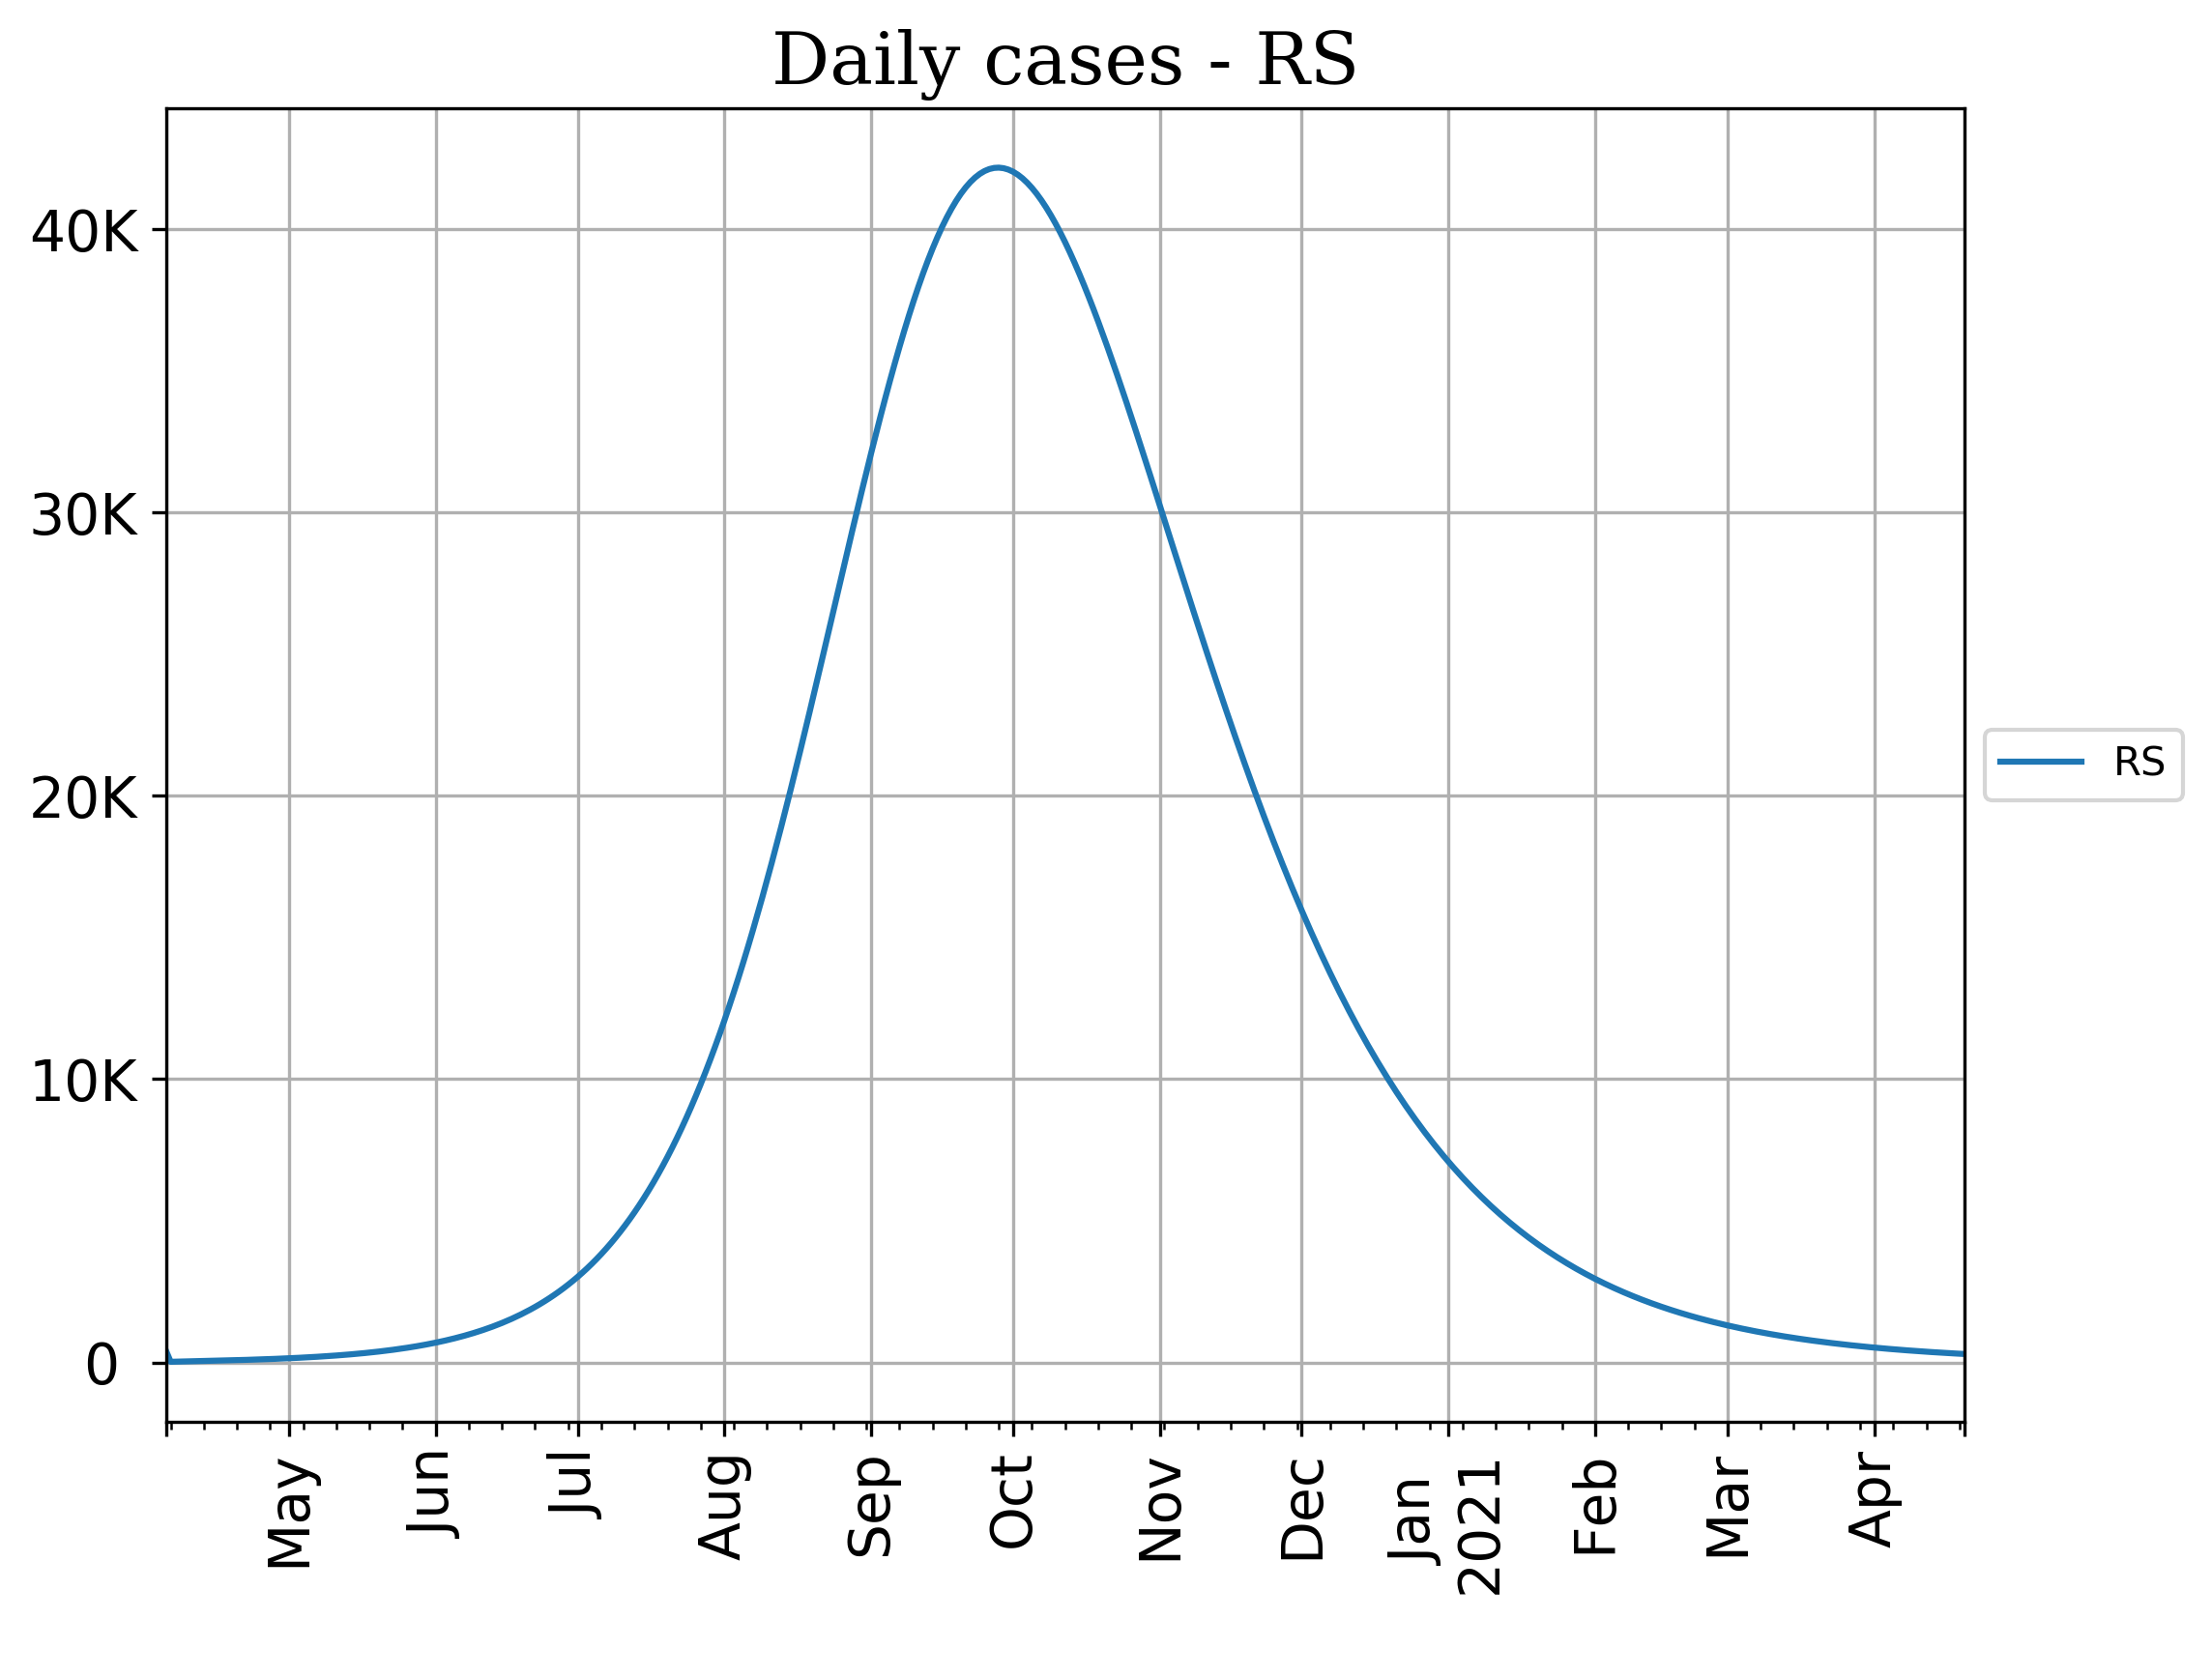 Daily cases - RS
40K
30K
20K
10K
0
RS
May
Jun
Jul
Aug
Sep
Oct
Nov
Dec
Jan
2021
Feb
Mar
Apr